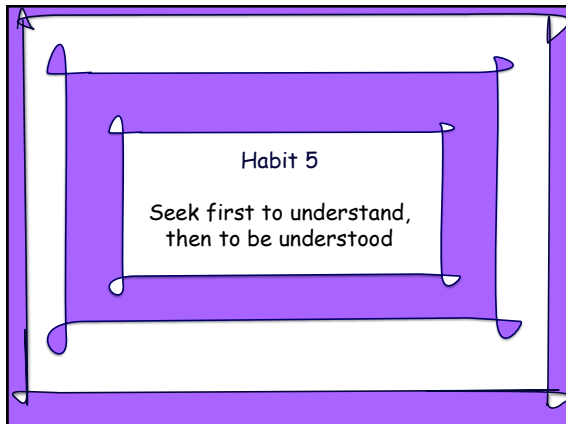 Habit 5
Seek first to understand,
then to be understood